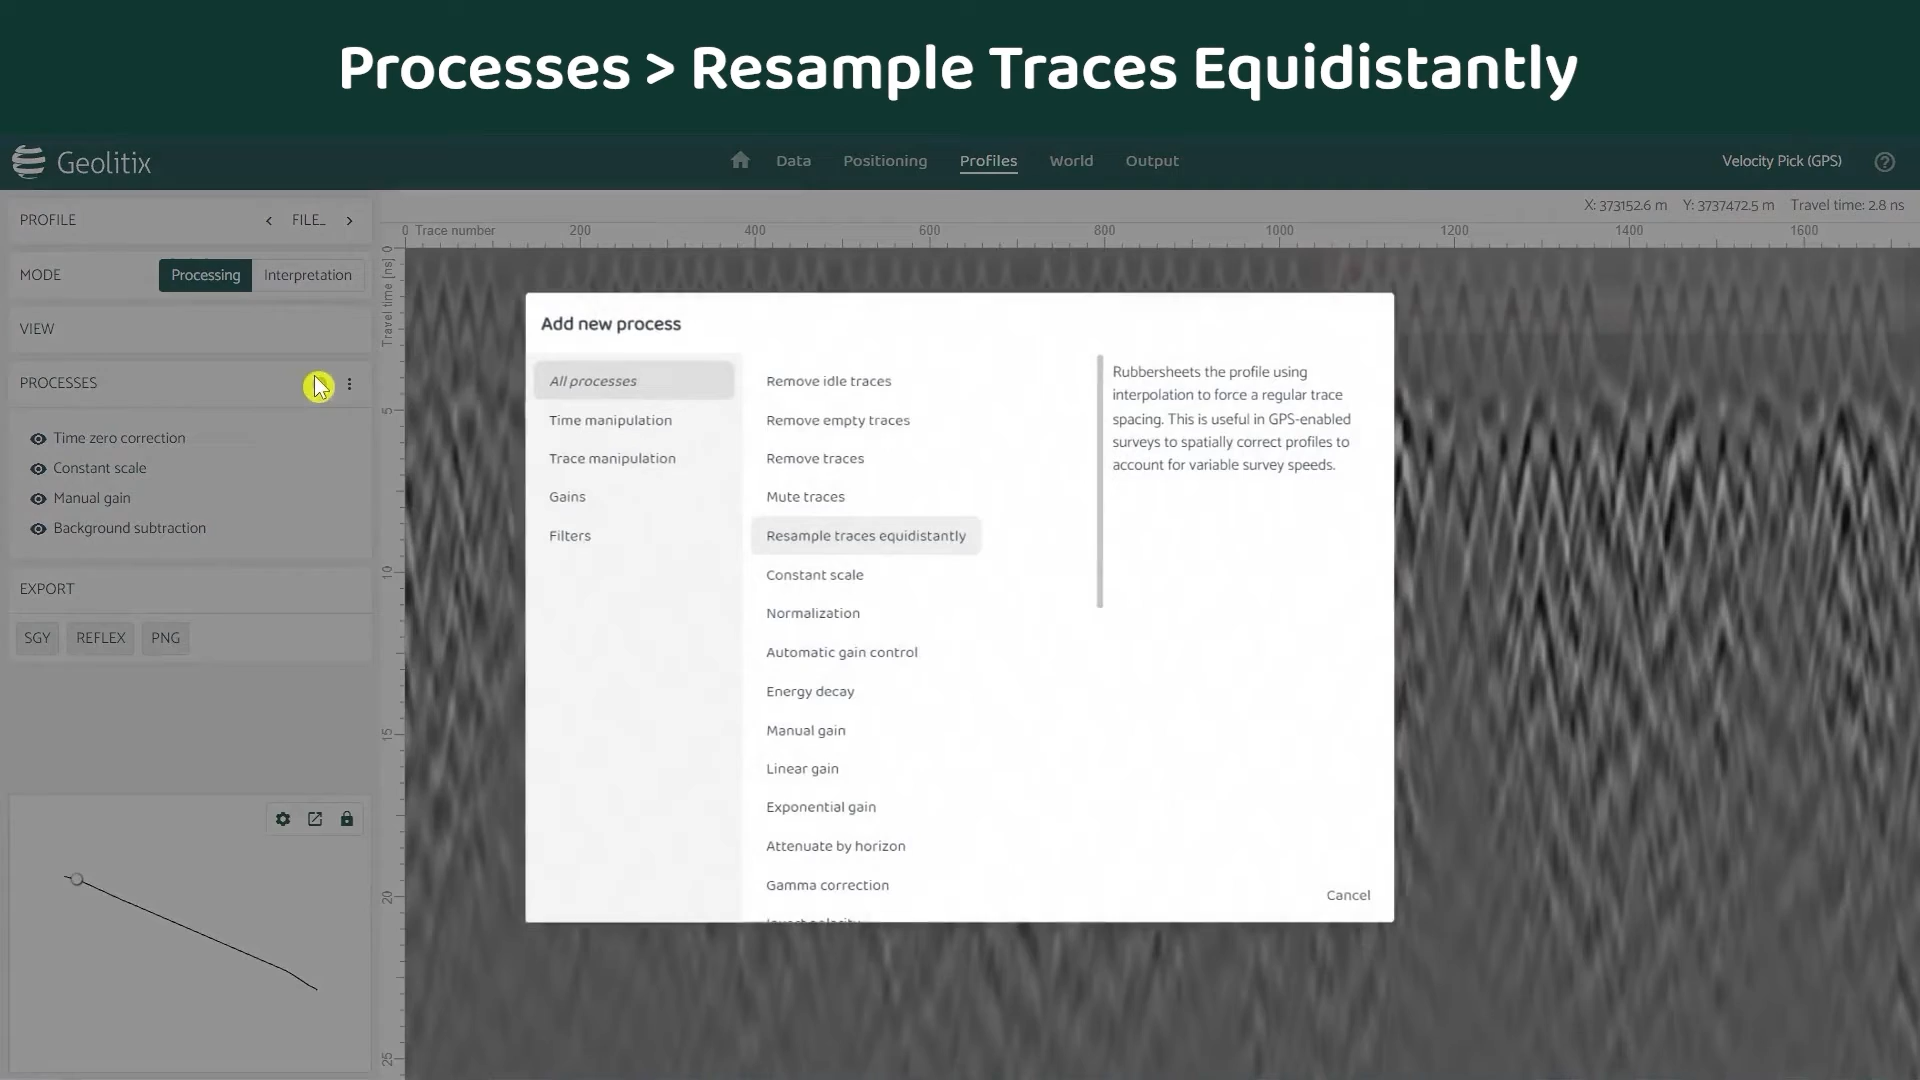 Processes > Resample Traces Equidistantly
Geolitix
Data Positioning Profiles World Output
Velocity Pick (GPS)
PROFILE
< FILE_ >
X: 373152.6 m Y: 3737472.5 m Travel time: 2.8 ns
0 Trace number 200 400 600 800 1000 1200 1400 1600
MODE
Processing Interpretation
VIEW
PROCESSES
Time zero correction
Constant scale
Manual gain
Background subtraction
EXPORT
SGY REFLEX PNG
Travel time [ns]
0
5
10
15
20
25
Add new process
All processes
Time manipulation
Trace manipulation
Gains
Filters
Remove idle traces
Remove empty traces
Remove traces
Mute traces
Resample traces equidistantly
Constant scale
Normalization
Automatic gain control
Energy decay
Manual gain
Linear gain
Exponential gain
Attenuate by horizon
Gamma correction
Rubbersheets the profile using
interpolation to force a regular trace
spacing. This is useful in GPS-enabled
surveys to spatially correct profiles to
account for variable survey speeds.
Cancel